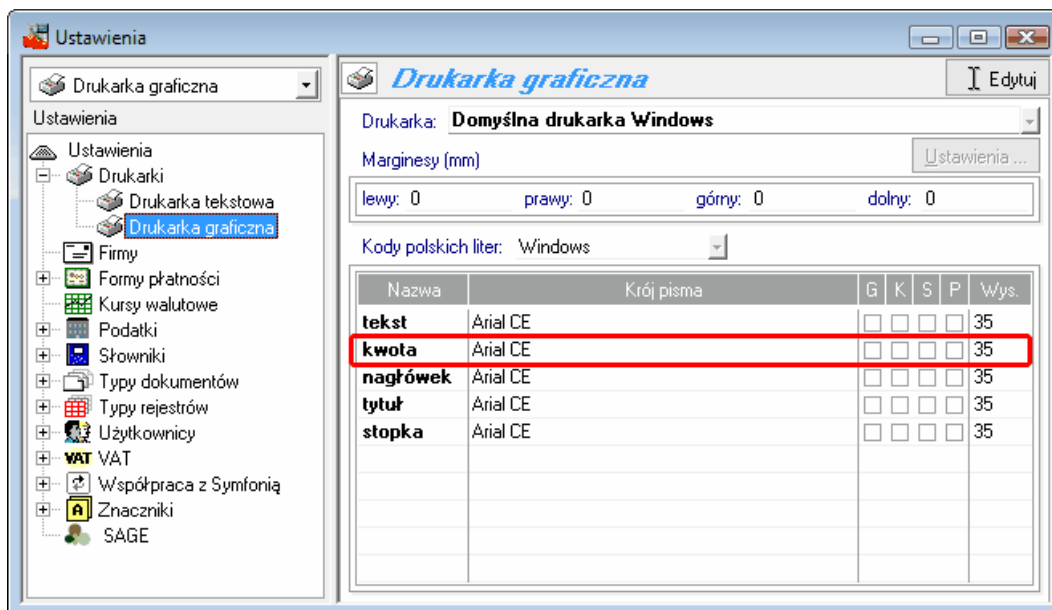 Ustawienia
Drukarka graficzna
Ustawienia
Ustawienia
Drukarki
Drukarka tekstowa
Drukarka graficzna
Firmy
Formy płatności
Kursy walutowe
Podatki
Słowniki
Typy dokumentów
Typy rejestrów
Użytkownicy
VAT VAT
Współpraca z Symfonią
A Znaczniki
SAGE
Drukarka graficzna
Edytuj
Drukarka: Domyślna drukarka Windows
Marginesy (mm)
Ustawienia ...
lewy: 0 prawy: 0 górny: 0 dolny: 0
Kody polskich liter: Windows
Nazwa Krój pisma G K S P Wys.
tekst Arial CE 35
kwota Arial CE 35
nagłówek Arial CE 35
tytuł Arial CE 35
stopka Arial CE 35